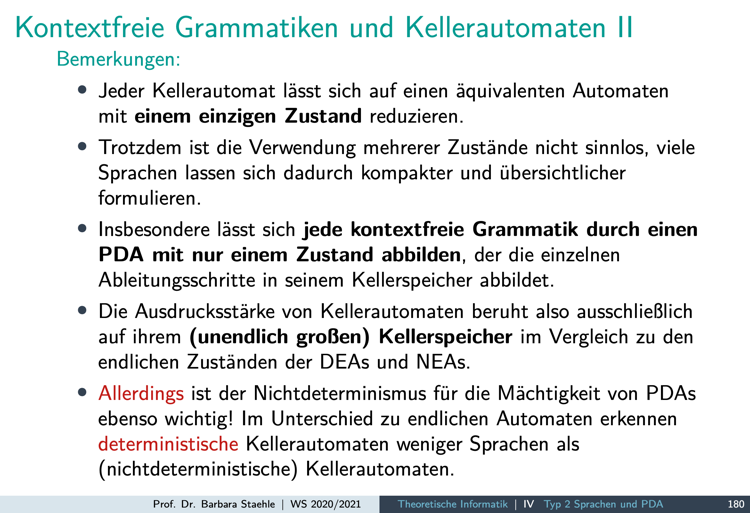 Kontextfreie Grammatiken und Kellerautomaten II
Bemerkungen:
• Jeder Kellerautomat lässt sich auf einen äquivalenten Automaten
mit einem einzigen Zustand reduzieren.
• Trotzdem ist die Verwendung mehrerer Zustände nicht sinnlos, viele
Sprachen lassen sich dadurch kompakter und übersichtlicher
formulieren.
• Insbesondere lässt sich jede kontextfreie Grammatik durch einen
PDA mit nur einem Zustand abbilden, der die einzelnen
Ableitungsschritte in seinem Kellerspeicher abbildet.
• Die Ausdrucksstärke von Kellerautomaten beruht also ausschließlich
auf ihrem (unendlich großen) Kellerspeicher im Vergleich zu den
endlichen Zuständen der DEAs und NEAs.
• Allerdings ist der Nichtdeterminismus für die Mächtigkeit von PDAs
ebenso wichtig! Im Unterschied zu endlichen Automaten erkennen
deterministische Kellerautomaten weniger Sprachen als
(nichtdeterministische) Kellerautomaten.
Prof. Dr. Barbara Staehle | WS 2020/2021 Theoretische Informatik | IV Typ 2 Sprachen und PDA 180